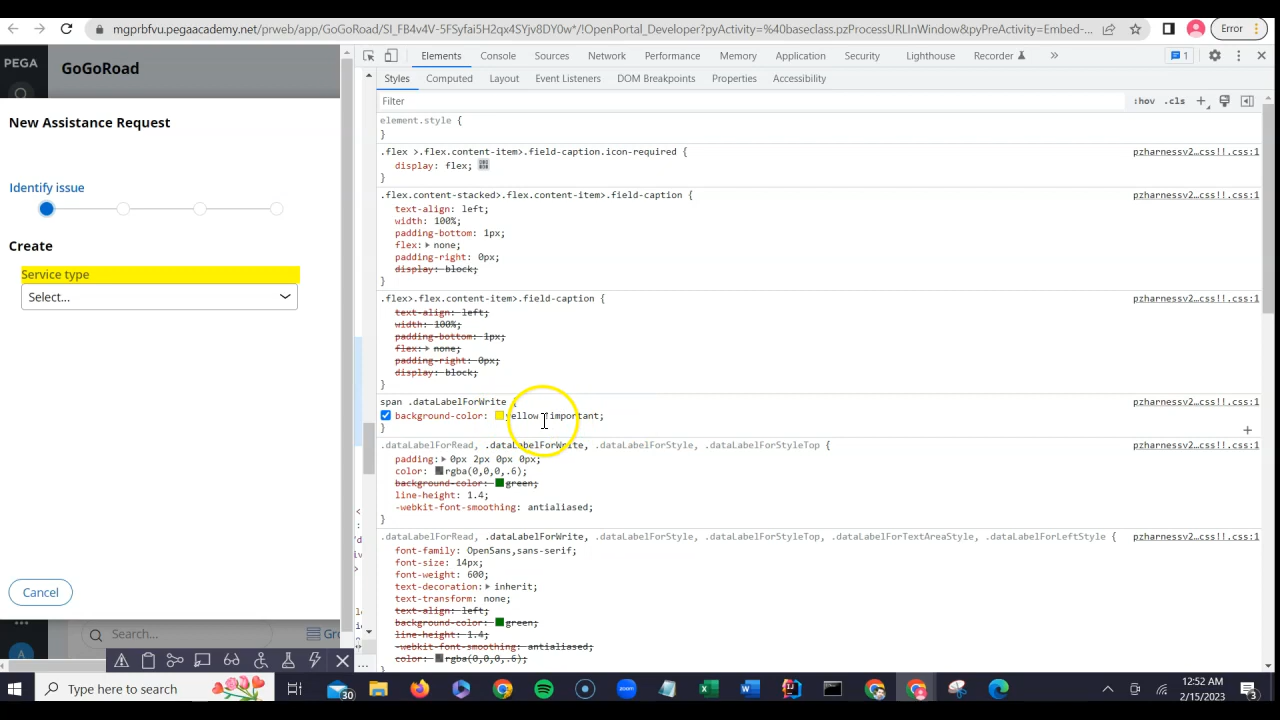 mgprbfvu.pegaacademy.net/prweb/app/GoGoRoad/SI_FB4v4V-5FSyfai5H2qx4SYjv8DY0w*/!OpenPortal_Developer?pyActivity=%40baseclass.pzProcessURLInWindow&pyPreActivity=Embed-...
Error
PEGA
GoGoRoad
New Assistance Request
Identify issue
Create
Service type
Select...
Cancel
Search...
Gr
Elements Console Sources Network Performance Memory Application Security Lighthouse Recorder » 1
Styles Computed Layout Event Listeners DOM Breakpoints Properties Accessibility
Filter :hov .cls +
element.style {
}
.flex >.flex.content-item>.field-caption.icon-required { pzharnessv2…css!!.css:1
display: flex;
}
.flex.content-stacked>.flex.content-item>.field-caption { pzharnessv2…css!!.css:1
text-align: left;
width: 100%;
padding-bottom: 1px;
flex: none;
padding-right: 0px;
display: block;
}
.flex>.flex.content-item>.field-caption { pzharnessv2…css!!.css:1
text-align: left;
width: 100%;
padding-bottom: 1px;
flex: none;
padding-right: 0px;
display: block;
}
span .dataLabelForWrite { pzharnessv2…css!!.css:1
background-color: yellow !important;
}
.dataLabelForRead, .dataLabelForWrite, .dataLabelForStyle, .dataLabelForStyleTop { pzharnessv2…css!!.css:1
padding: 0px 2px 0px 0px;
color: rgba(0,0,0,.6);
background-color: green;
line-height: 1.4;
-webkit-font-smoothing: antialiased;
}
.dataLabelForRead, .dataLabelForWrite, .dataLabelForStyle, .dataLabelForStyleTop, .dataLabelForTextAreaStyle, .dataLabelForLeftStyle { pzharnessv2…css!!.css:1
font-family: OpenSans,sans-serif;
font-size: 14px;
font-weight: 600;
text-decoration: inherit;
text-transform: none;
text-align: left;
background-color: green;
line-height: 1.4;
-webkit-font-smoothing: antialiased;
color: rgba(0,0,0,.6);
Type here to search
30
12:52 AM
2/15/2023
3